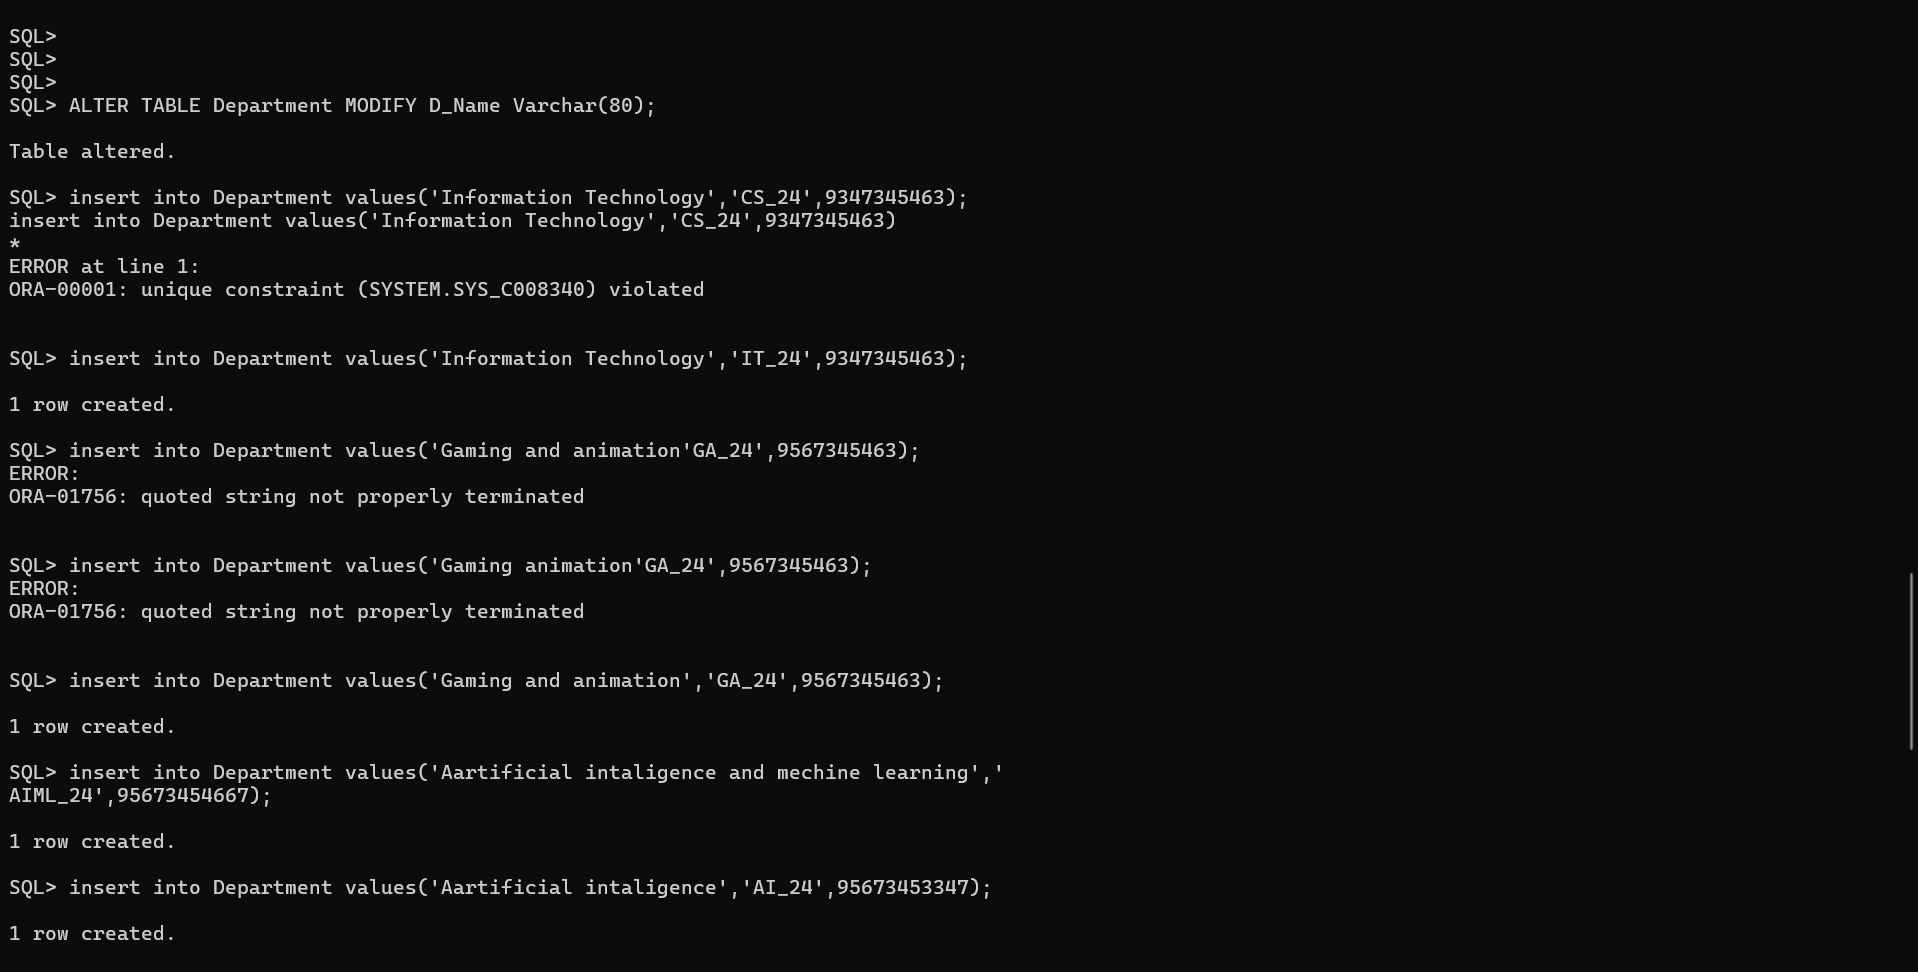 SQL>
SQL>
SQL>
SQL> ALTER TABLE Department MODIFY D_Name Varchar(80);
Table altered.
SQL> insert into Department values('Information Technology','CS_24',9347345463);
insert into Department values('Information Technology','CS_24',9347345463)
*
ERROR at line 1:
ORA-00001: unique constraint (SYSTEM.SYS_C008340) violated
SQL> insert into Department values('Information Technology','IT_24',9347345463);
1 row created.
SQL> insert into Department values('Gaming and animation'GA_24',9567345463);
ERROR:
ORA-01756: quoted string not properly terminated
SQL> insert into Department values('Gaming animation'GA_24',9567345463);
ERROR:
ORA-01756: quoted string not properly terminated
SQL> insert into Department values('Gaming and animation','GA_24',9567345463);
1 row created.
SQL> insert into Department values('Aartificial intaligence and mechine learning','
AIML_24',95673454667);
1 row created.
SQL> insert into Department values('Aartificial intaligence','AI_24',95673453347);
1 row created.